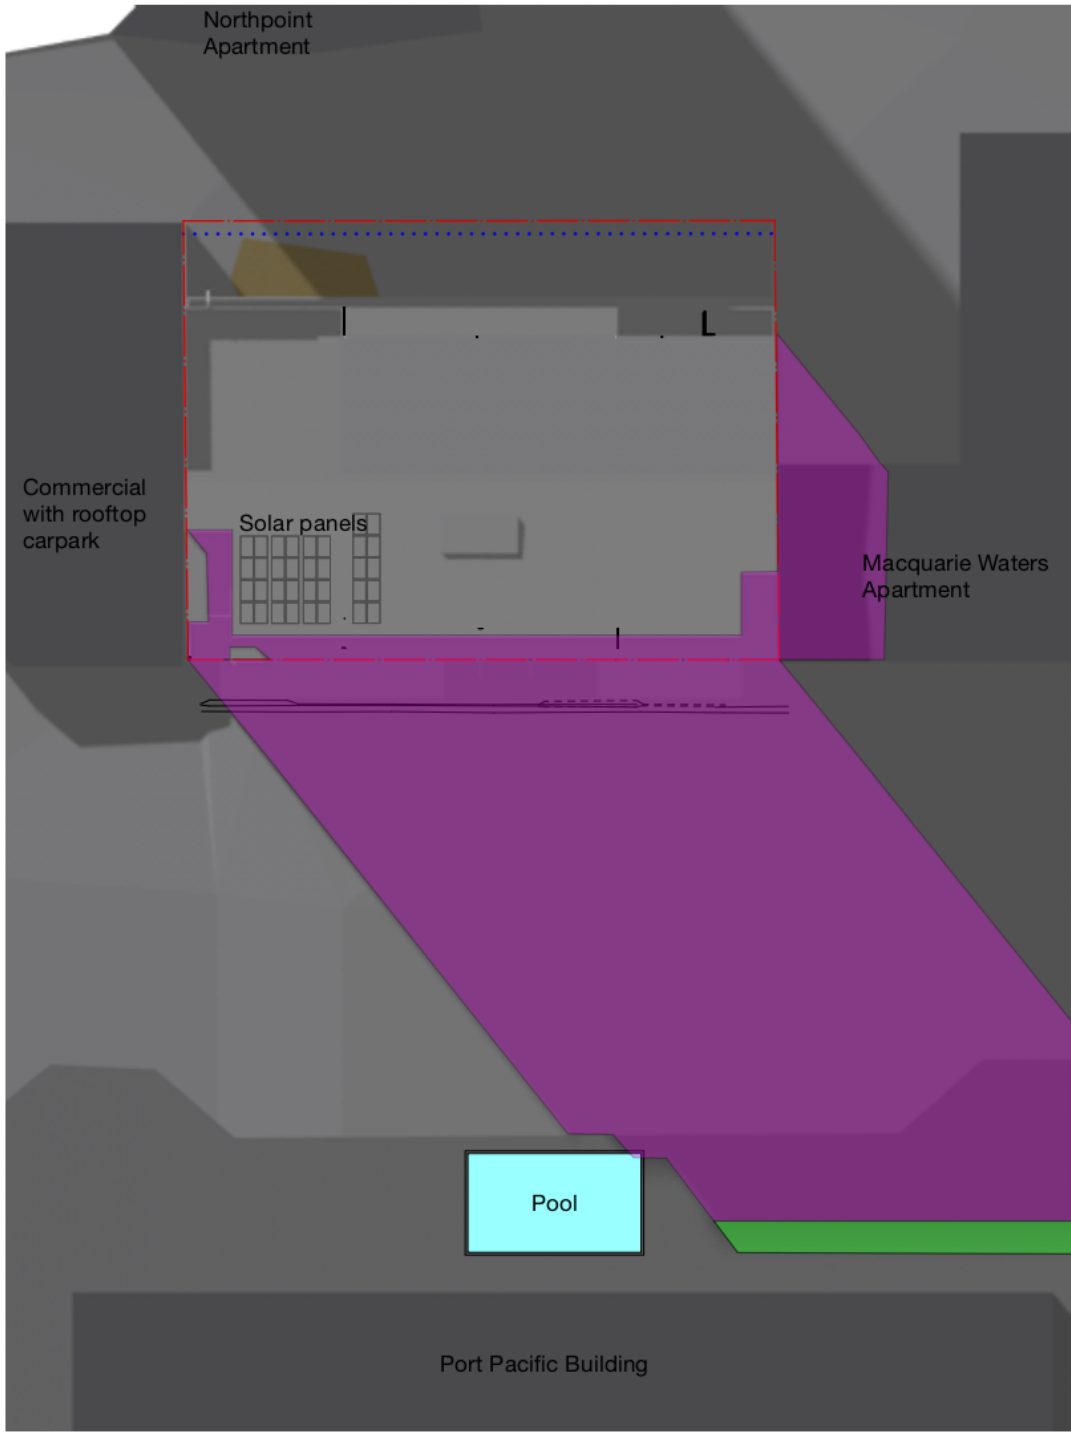 Northpoint
Apartment
Commercial
with rooftop
carpark
Solar panels
Macquarie Waters
Apartment
Pool
Port Pacific Building